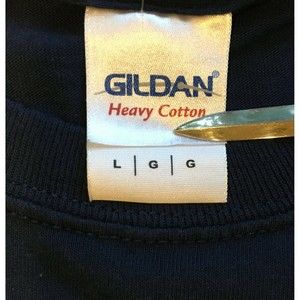 GILDAN®
Heavy Cotton
L | G | G